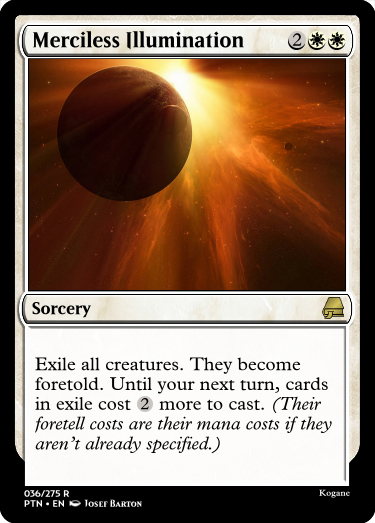 Merciless Illumination 2
Sorcery
Exile all creatures. They become
foretold. Until your next turn, cards
in exile cost 2 more to cast. (Their
foretell costs are their mana costs if they
aren't already specified.)
036/275 R
Kogane
PTN • EN Josef Barton